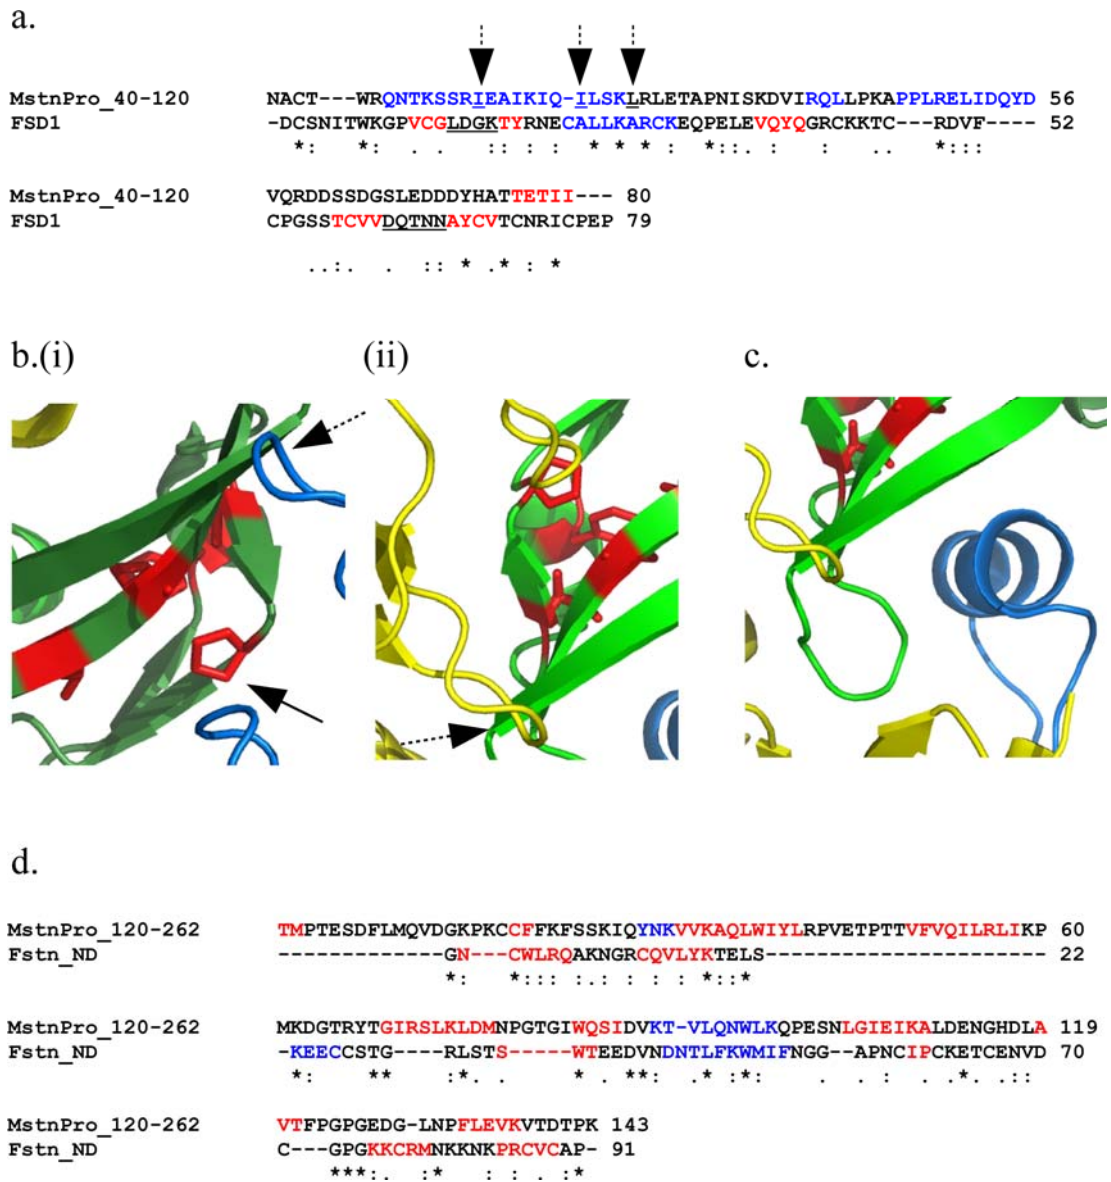 a.
MstnPro_40-120 NACT---WRQNTKSSRIEAIKIQ-ILSKLRLETAPNISKDVIRQLLPKAPPLRELIDQYD 56
FSD1 -DCSNITWKGPVCGLDGKTYRNECALLKARCKEQPELEVQYQGRCKKTC---RDVF---- 52
*: *: . . :: : : * * * : *:.. : .. *:::
MstnPro_40-120 VQRDDSSDGSLEDDDYHATTETII--- 80
FSD1 CPGSSTCVVDQTNNAYCVTCNRICPEP 79
..:. . :: * .* : *
b.(i) (ii) c.
d.
MstnPro_120-262 TMPTESDFLMQVDGKPKCCFFKFSSKIQYNKVVKAQLWIYLRPVETPTTVFVQILRLIKP 60
Fstn_ND --------------GN---CWLRQAKNGRCQVLYKTELS--------------------- 22
*: *::: :. : : : : *: *.
MstnPro_120-262 MKDGTRYTGIRSLKLDMNPGTGIWQSIDVKT-VLQNWLKQPESNLGIEIKALDENGHDLA 119
Fstn_ND -KEECCSTG----RLSTS-----WTEEDVNDNTLFKWMIFNGG--APNCIPCKETCENVD 70
*: ** :* . * . **: .* :*: . . : . *. ::
MstnPro_120-262 VTFPGPGEDG-LNPFLEVKVTDTPK 143
Fstn_ND C---GPGKKCRMNKKNKPRCVCAP- 91
***:. :* : : . :*